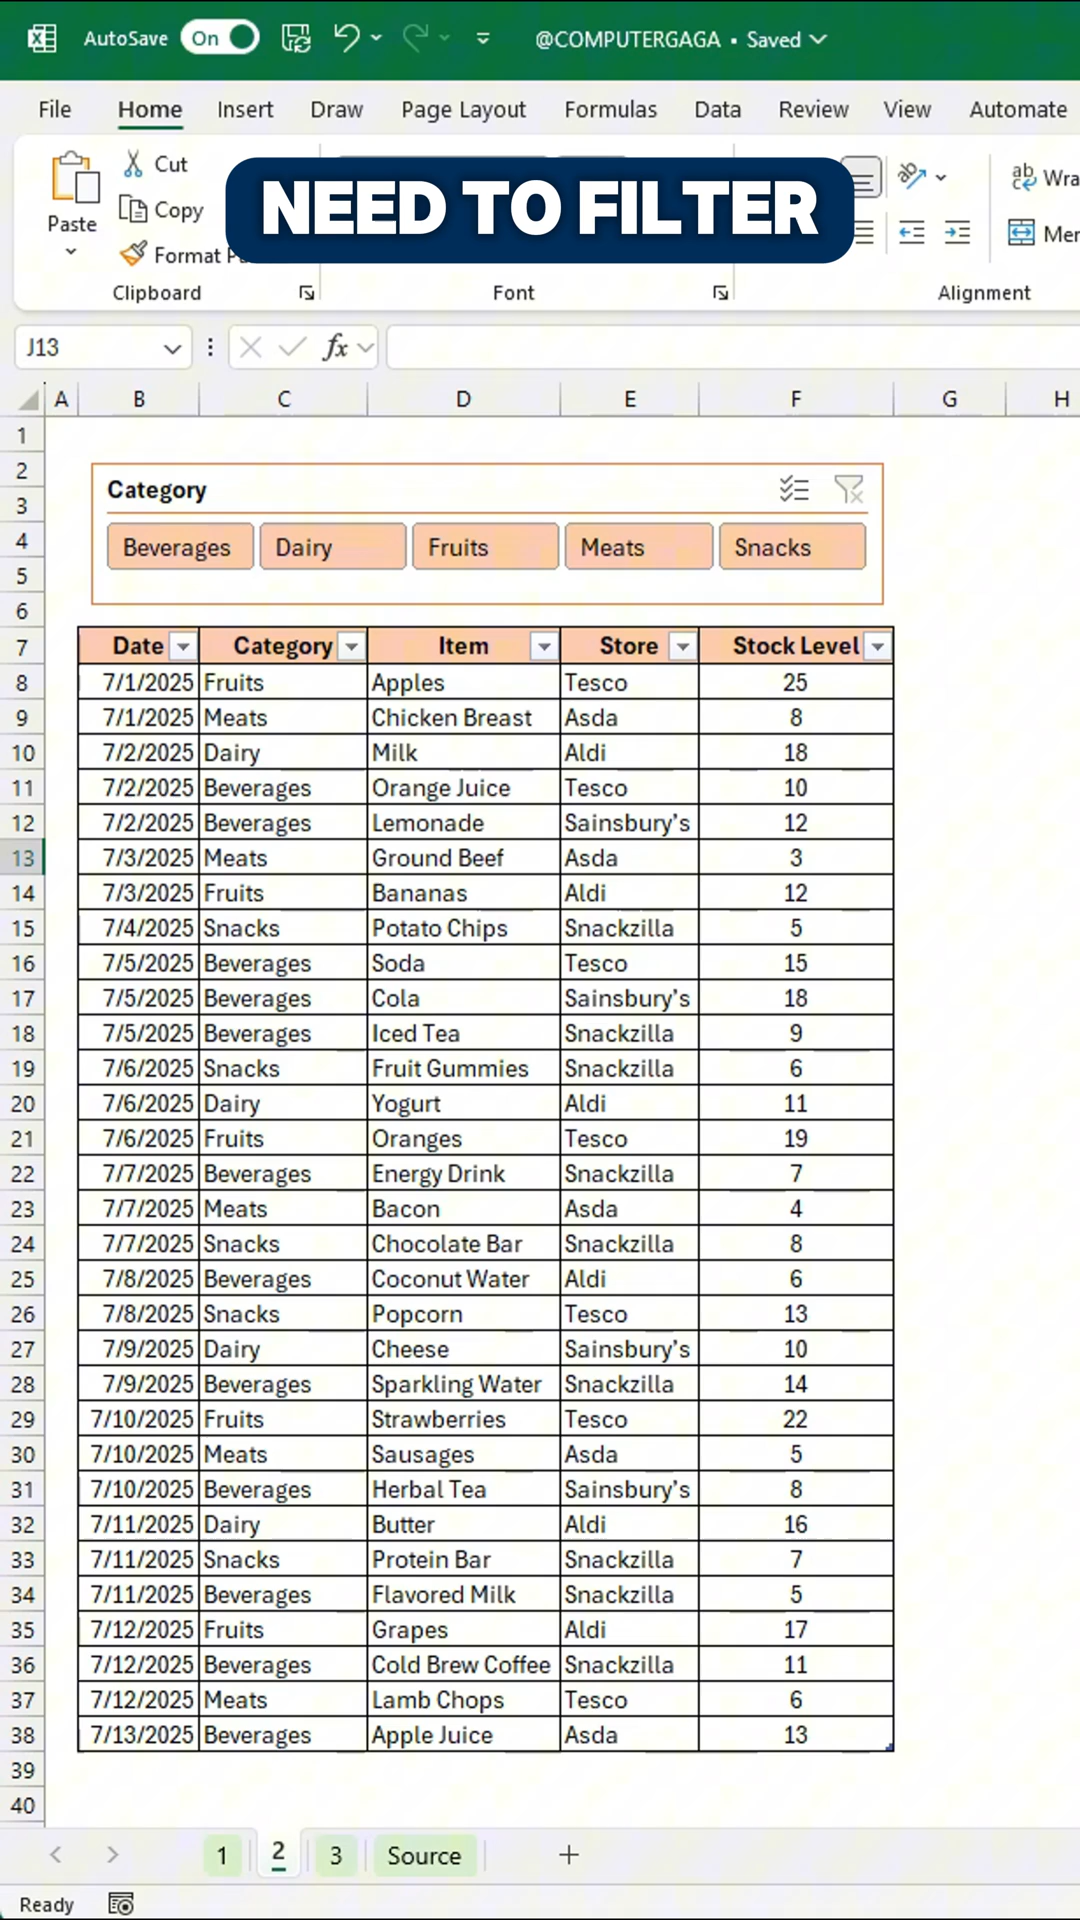 AutoSave On @COMPUTERGAGA • Saved
File Home Insert Draw Page Layout Formulas Data Review View Automate
Cut
Copy
Paste
Format
NEED TO FILTER
ab
Wra
Mer
Clipboard Font Alignment
J13 fx
A B C D E F G H
1
2
3 Category
4 Beverages Dairy Fruits Meats Snacks
5
6
7 Date Category Item Store Stock Level
8 7/1/2025 Fruits Apples Tesco 25
9 7/1/2025 Meats Chicken Breast Asda 8
10 7/2/2025 Dairy Milk Aldi 18
11 7/2/2025 Beverages Orange Juice Tesco 10
12 7/2/2025 Beverages Lemonade Sainsbury’s 12
13 7/3/2025 Meats Ground Beef Asda 3
14 7/3/2025 Fruits Bananas Aldi 12
15 7/4/2025 Snacks Potato Chips Snackzilla 5
16 7/5/2025 Beverages Soda Tesco 15
17 7/5/2025 Beverages Cola Sainsbury’s 18
18 7/5/2025 Beverages Iced Tea Snackzilla 9
19 7/6/2025 Snacks Fruit Gummies Snackzilla 6
20 7/6/2025 Dairy Yogurt Aldi 11
21 7/6/2025 Fruits Oranges Tesco 19
22 7/7/2025 Beverages Energy Drink Snackzilla 7
23 7/7/2025 Meats Bacon Asda 4
24 7/7/2025 Snacks Chocolate Bar Snackzilla 8
25 7/8/2025 Beverages Coconut Water Aldi 6
26 7/8/2025 Snacks Popcorn Tesco 13
27 7/9/2025 Dairy Cheese Sainsbury’s 10
28 7/9/2025 Beverages Sparkling Water Snackzilla 14
29 7/10/2025 Fruits Strawberries Tesco 22
30 7/10/2025 Meats Sausages Asda 5
31 7/10/2025 Beverages Herbal Tea Sainsbury’s 8
32 7/11/2025 Dairy Butter Aldi 16
33 7/11/2025 Snacks Protein Bar Snackzilla 7
34 7/11/2025 Beverages Flavored Milk Snackzilla 5
35 7/12/2025 Fruits Grapes Aldi 17
36 7/12/2025 Beverages Cold Brew Coffee Snackzilla 11
37 7/12/2025 Meats Lamb Chops Tesco 6
38 7/13/2025 Beverages Apple Juice Asda 13
39
40
1 2 3 Source
Ready